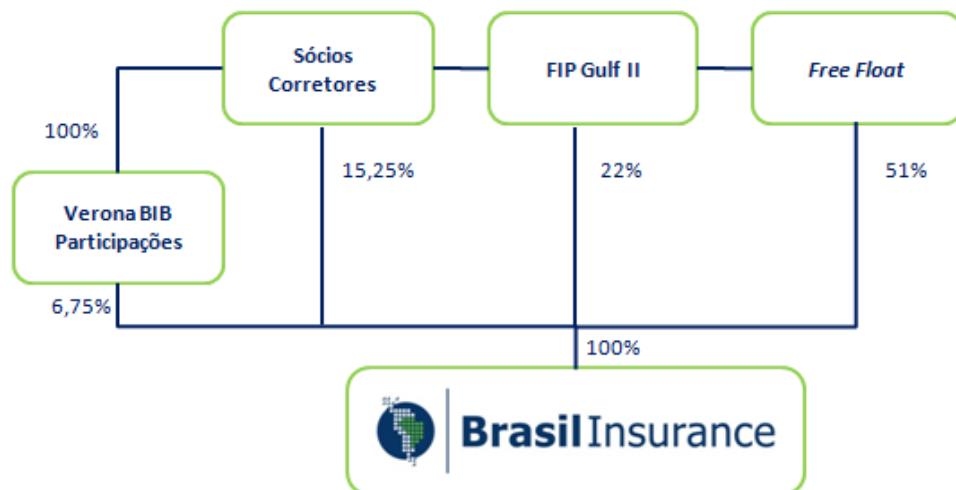 Sócios
Corretores
FIP Gulf II
Free Float
100%
15,25%
22%
51%
Verona BIB
Participações
6,75%
100%
Brasil Insurance